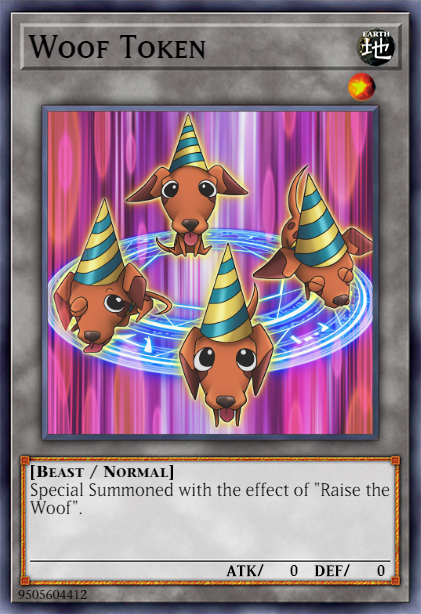 Woof Token
EARTH
地
[Beast / Normal]
Special Summoned with the effect of "Raise the
Woof".
ATK/ 0 DEF/ 0
9505604412